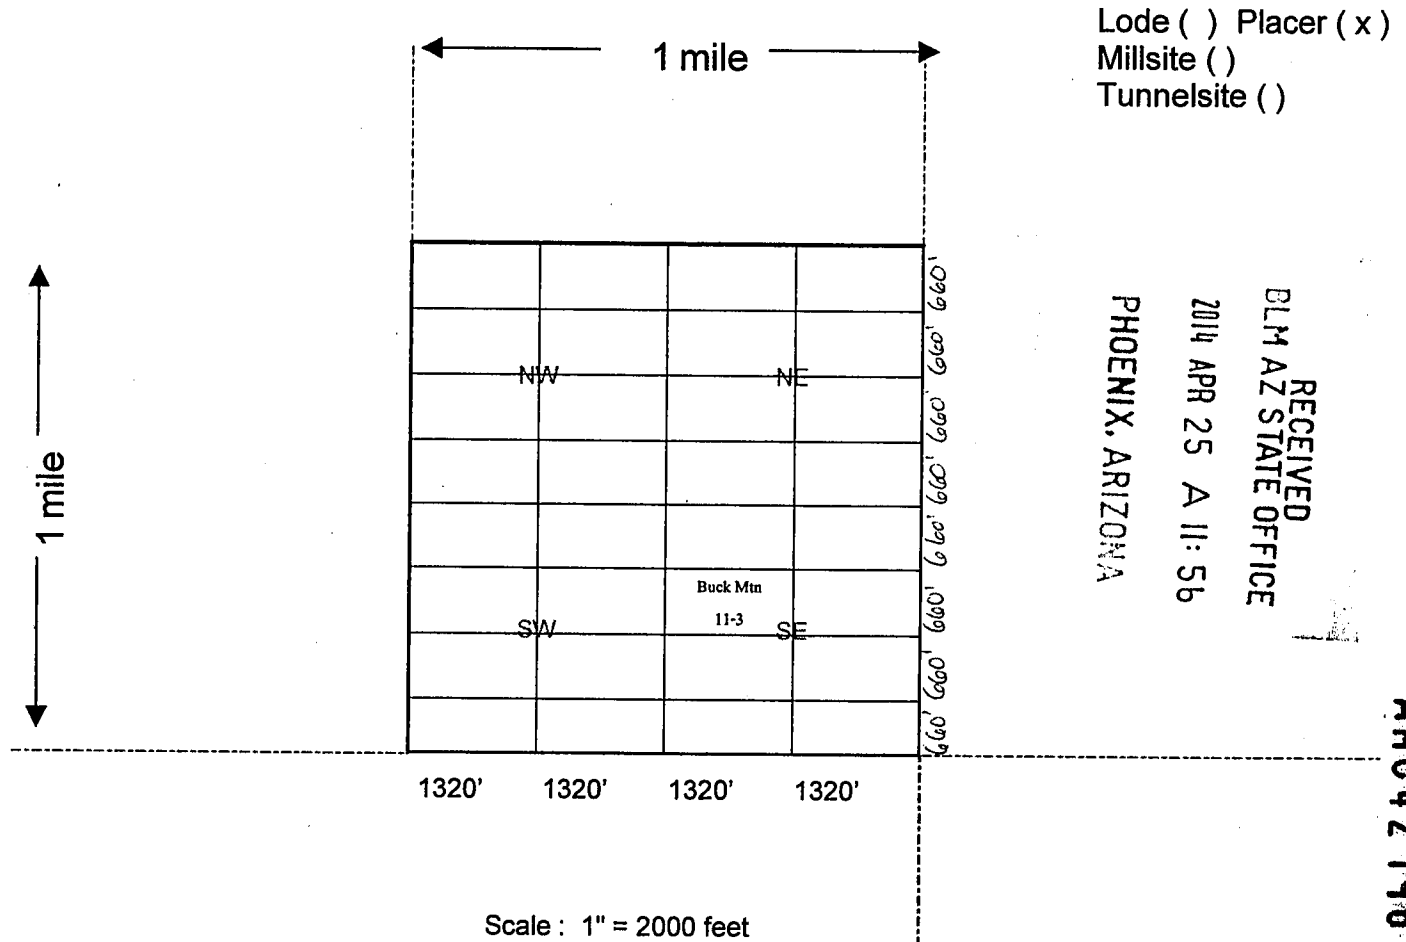 Lode ( ) Placer ( x )
Millsite ( )
Tunnelsite ( )
1 mile
1 mile
NW
NE
SW
SE
Buck Mtn
11-3
660'
660'
660'
660'
660'
660'
660'
660'
1320' 1320' 1320' 1320'
Scale : 1" = 2000 feet
RECEIVED
BLM AZ STATE OFFICE
2014 APR 25 A 11: 56
PHOENIX, ARIZONA